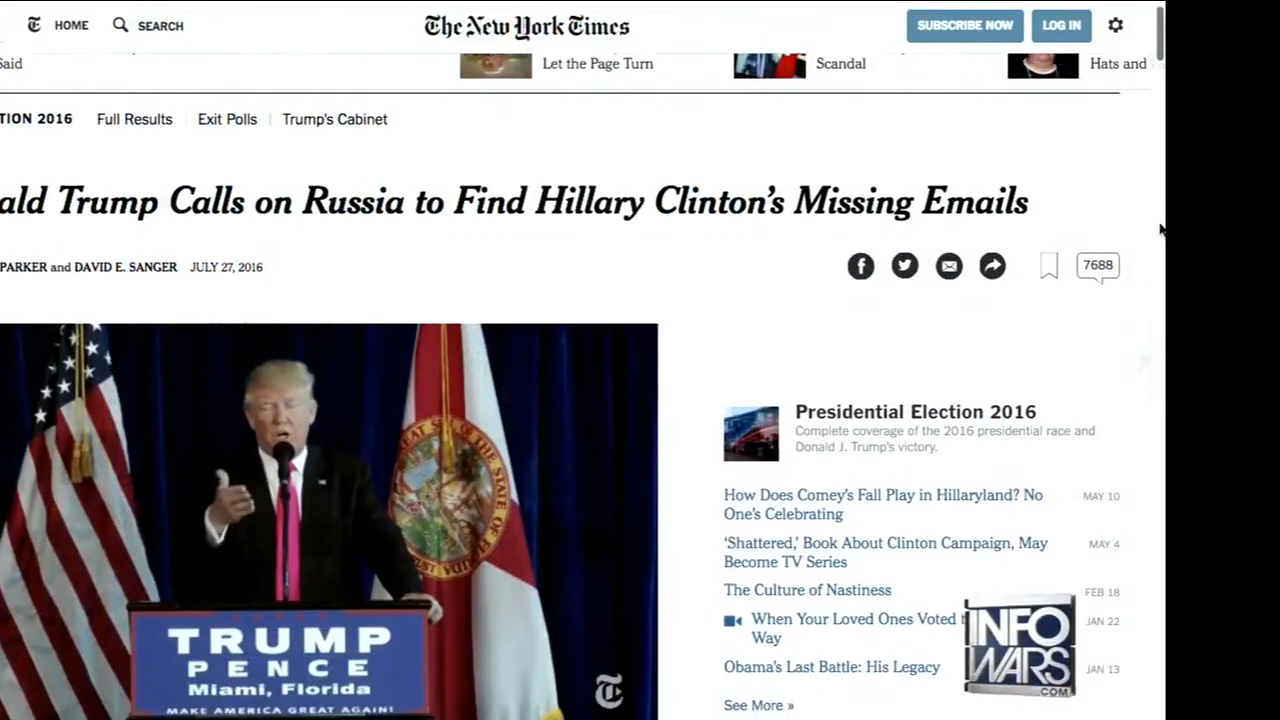 HOME
SEARCH
The New York Times
SUBSCRIBE NOW
LOG IN
Said
Let the Page Turn
Scandal
Hats and
TION 2016
Full Results
Exit Polls
Trump's Cabinet
ald Trump Calls on Russia to Find Hillary Clinton's Missing Emails
PARKER and DAVID E. SANGER JULY 27, 2016
7688
TRUMP
PENCE
Miami, Florida
MAKE AMERICA GREAT AGAIN!
Presidential Election 2016
Complete coverage of the 2016 presidential race and
Donald J. Trump's victory.
How Does Comey's Fall Play in Hillaryland? No
One's Celebrating
MAY 10
'Shattered,' Book About Clinton Campaign, May
Become TV Series
MAY 4
The Culture of Nastiness
FEB 18
When Your Loved Ones Voted
Way
JAN 22
Obama's Last Battle: His Legacy
JAN 13
See More »
INFO
WARS
.COM